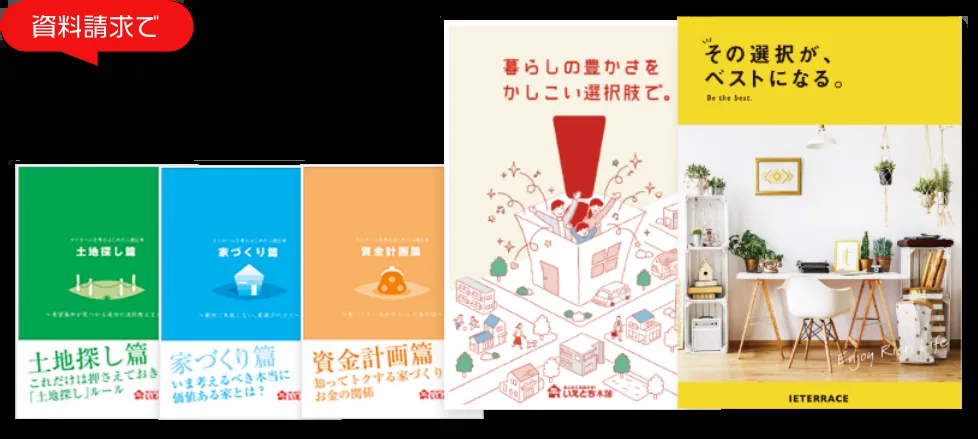 資料請求で
土地探し篇
土地探し篇
これだけは押さえておき
「土地探し」ルール
家づくり篇
家づくり篇
いま考えるべき本当に
価値ある家とは?
資金計画篇
資金計画篇
知ってトクする家づくり
お金の関係
暮らしの豊かさを
かしこい選択肢で。
いえとち本舗
その選択が、
ベストになる。
Be the best.
Enjoy Rich Life
IETERRACE